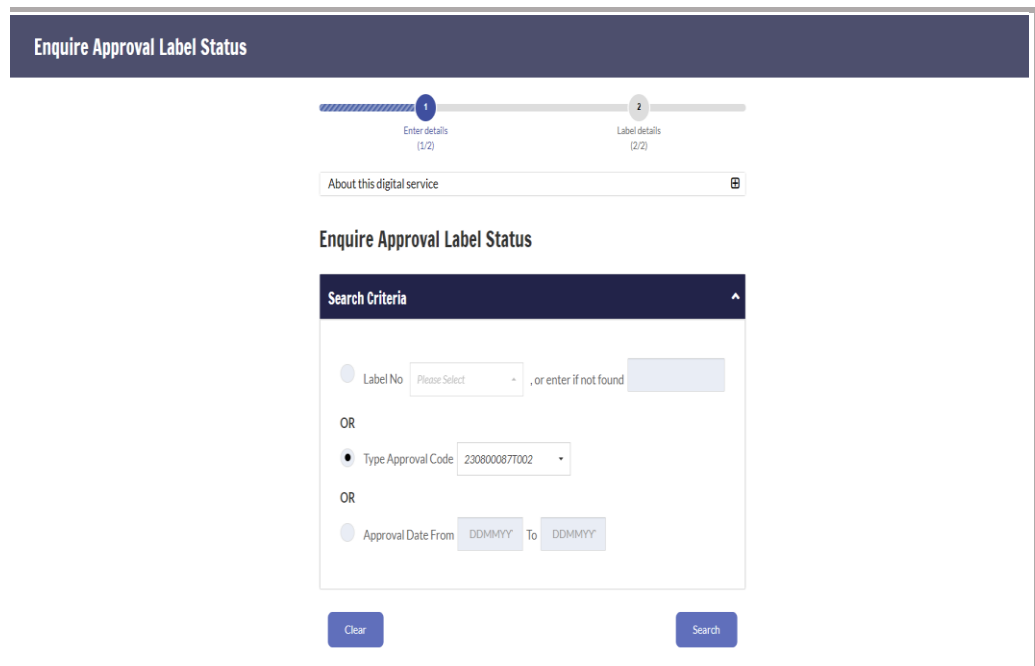 Enquire Approval Label Status
1
2
Enter details
(1/2)
Label details
(2/2)
About this digital service
Enquire Approval Label Status
Search Criteria
Label No Please Select , or enter if not found
OR
Type Approval Code 230800087T002
OR
Approval Date From DDMMYY To DDMMYY
Clear
Search